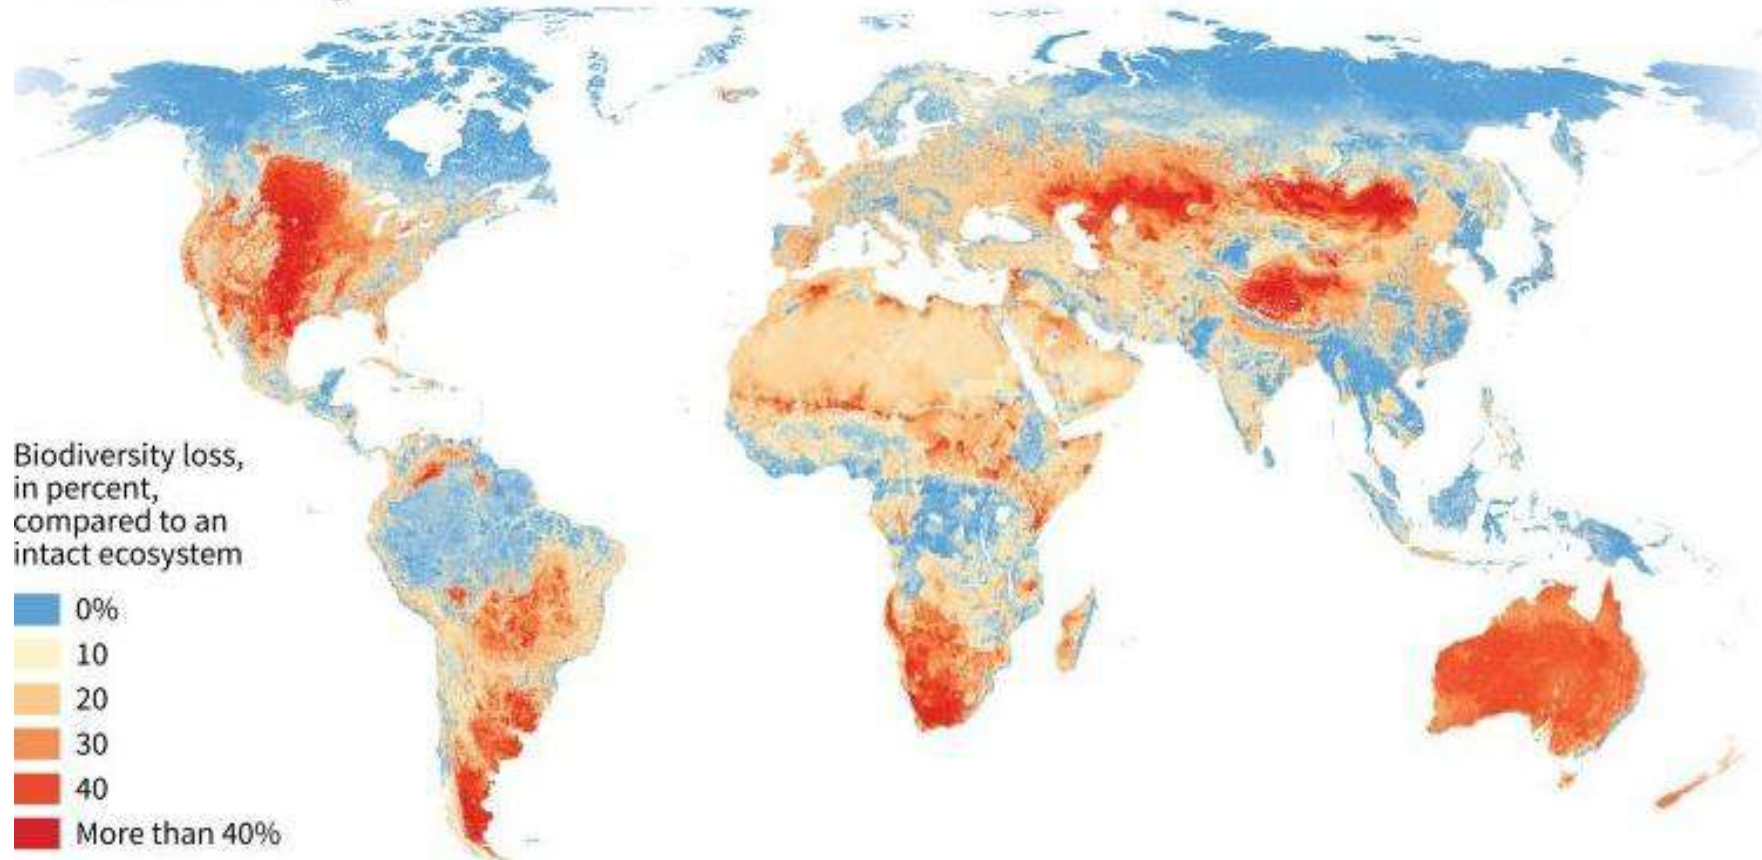 Biodiversity loss,
in percent,
compared to an
intact ecosystem
0%
10
20
30
40
More than 40%